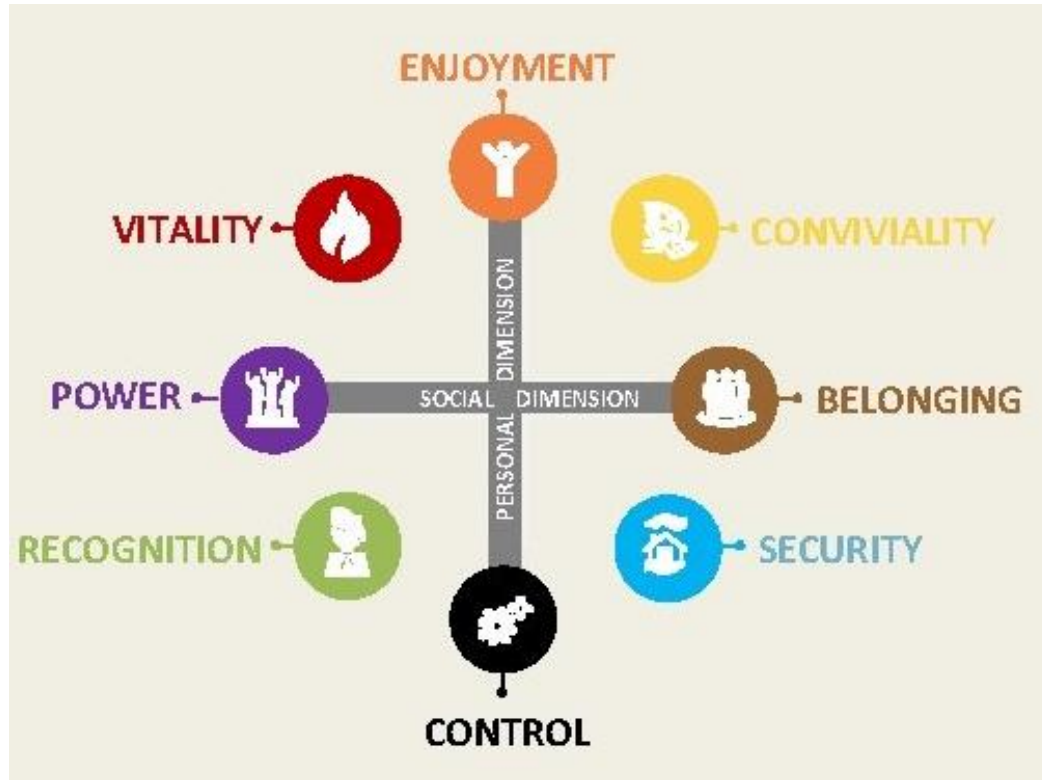 ENJOYMENT
VITALITY
CONVIVIALITY
PERSONAL DIMENSION
POWER
SOCIAL DIMENSION
BELONGING
RECOGNITION
SECURITY
CONTROL